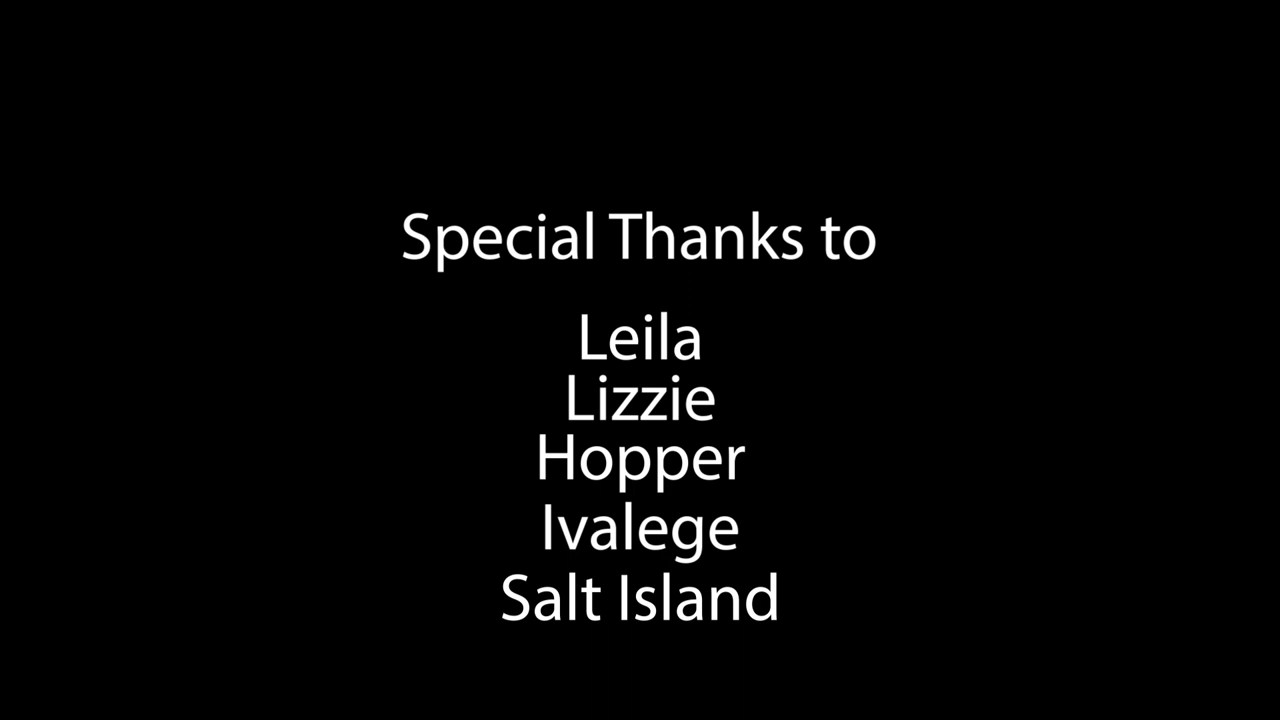 Special Thanks to
Leila
Lizzie
Hopper
Ivalege
Salt Island